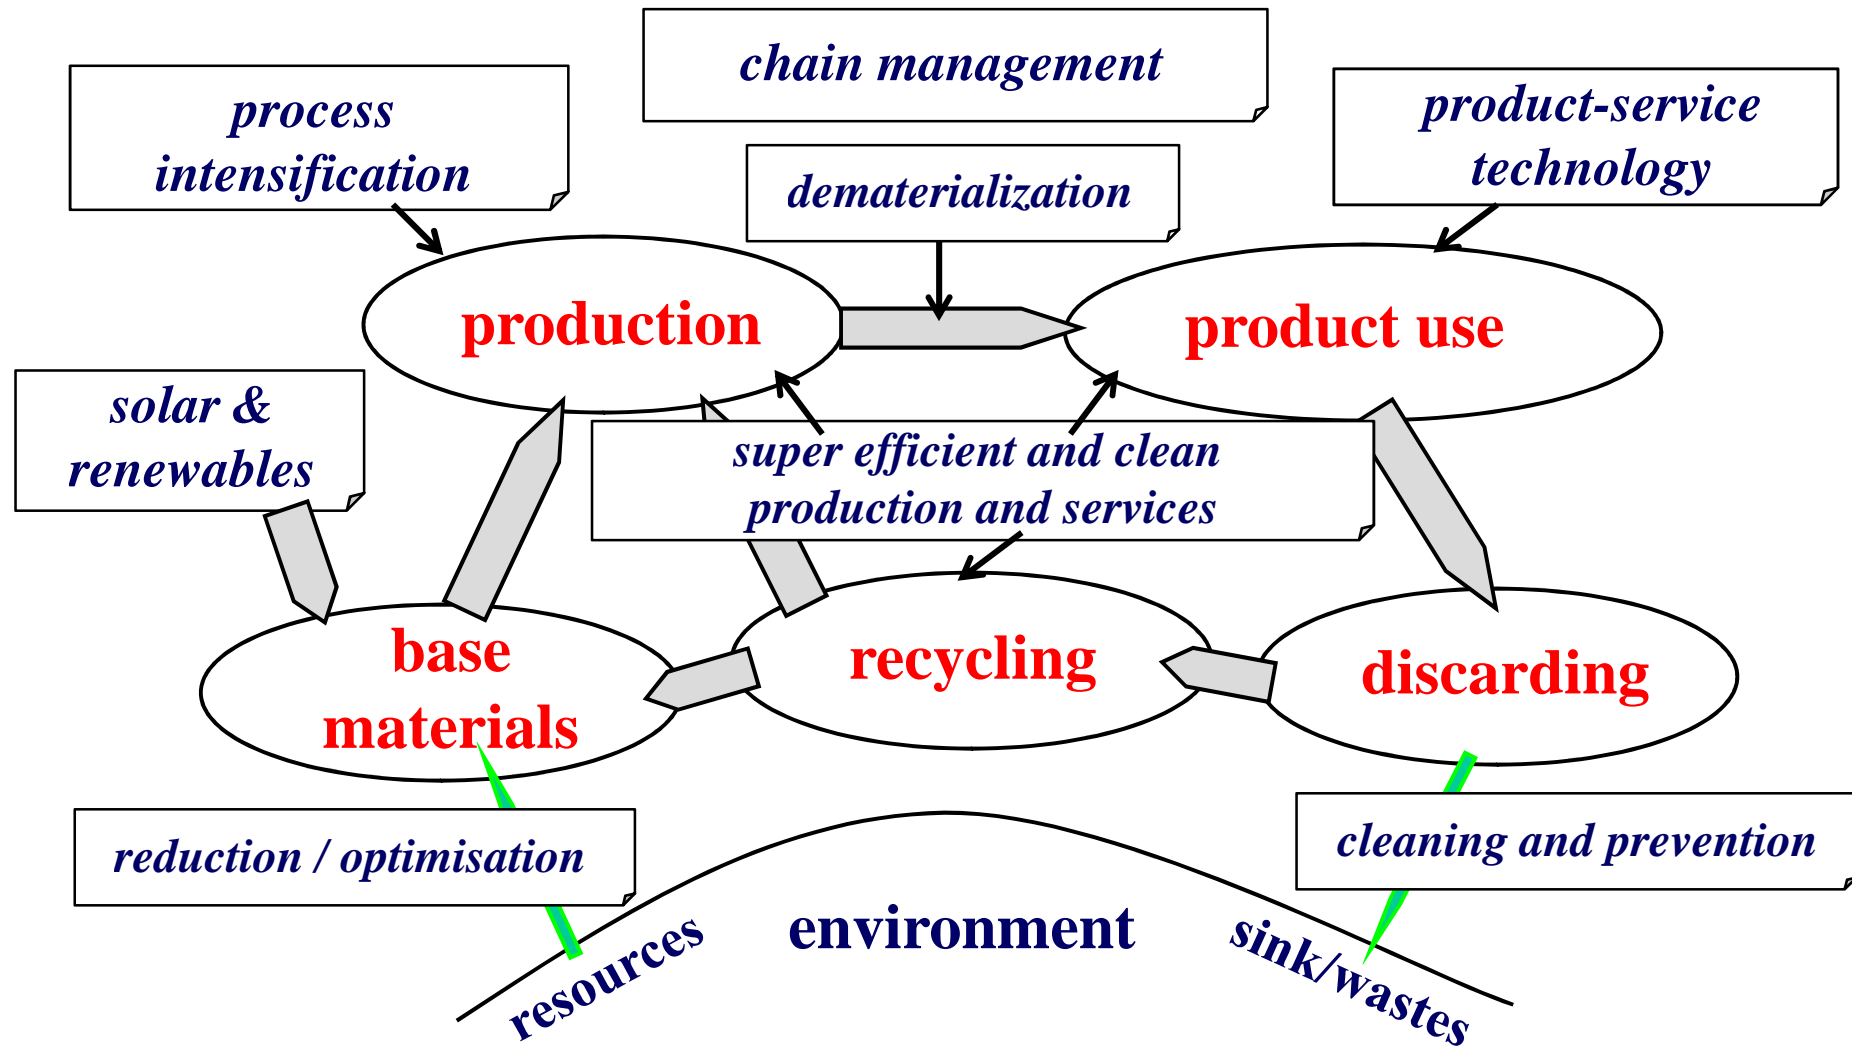 chain management
process
intensification
product-service
technology
dematerialization
production
product use
solar &
renewables
super efficient and clean
production and services
base
materials
recycling
discarding
reduction / optimisation
cleaning and prevention
environment
resources
sink/wastes